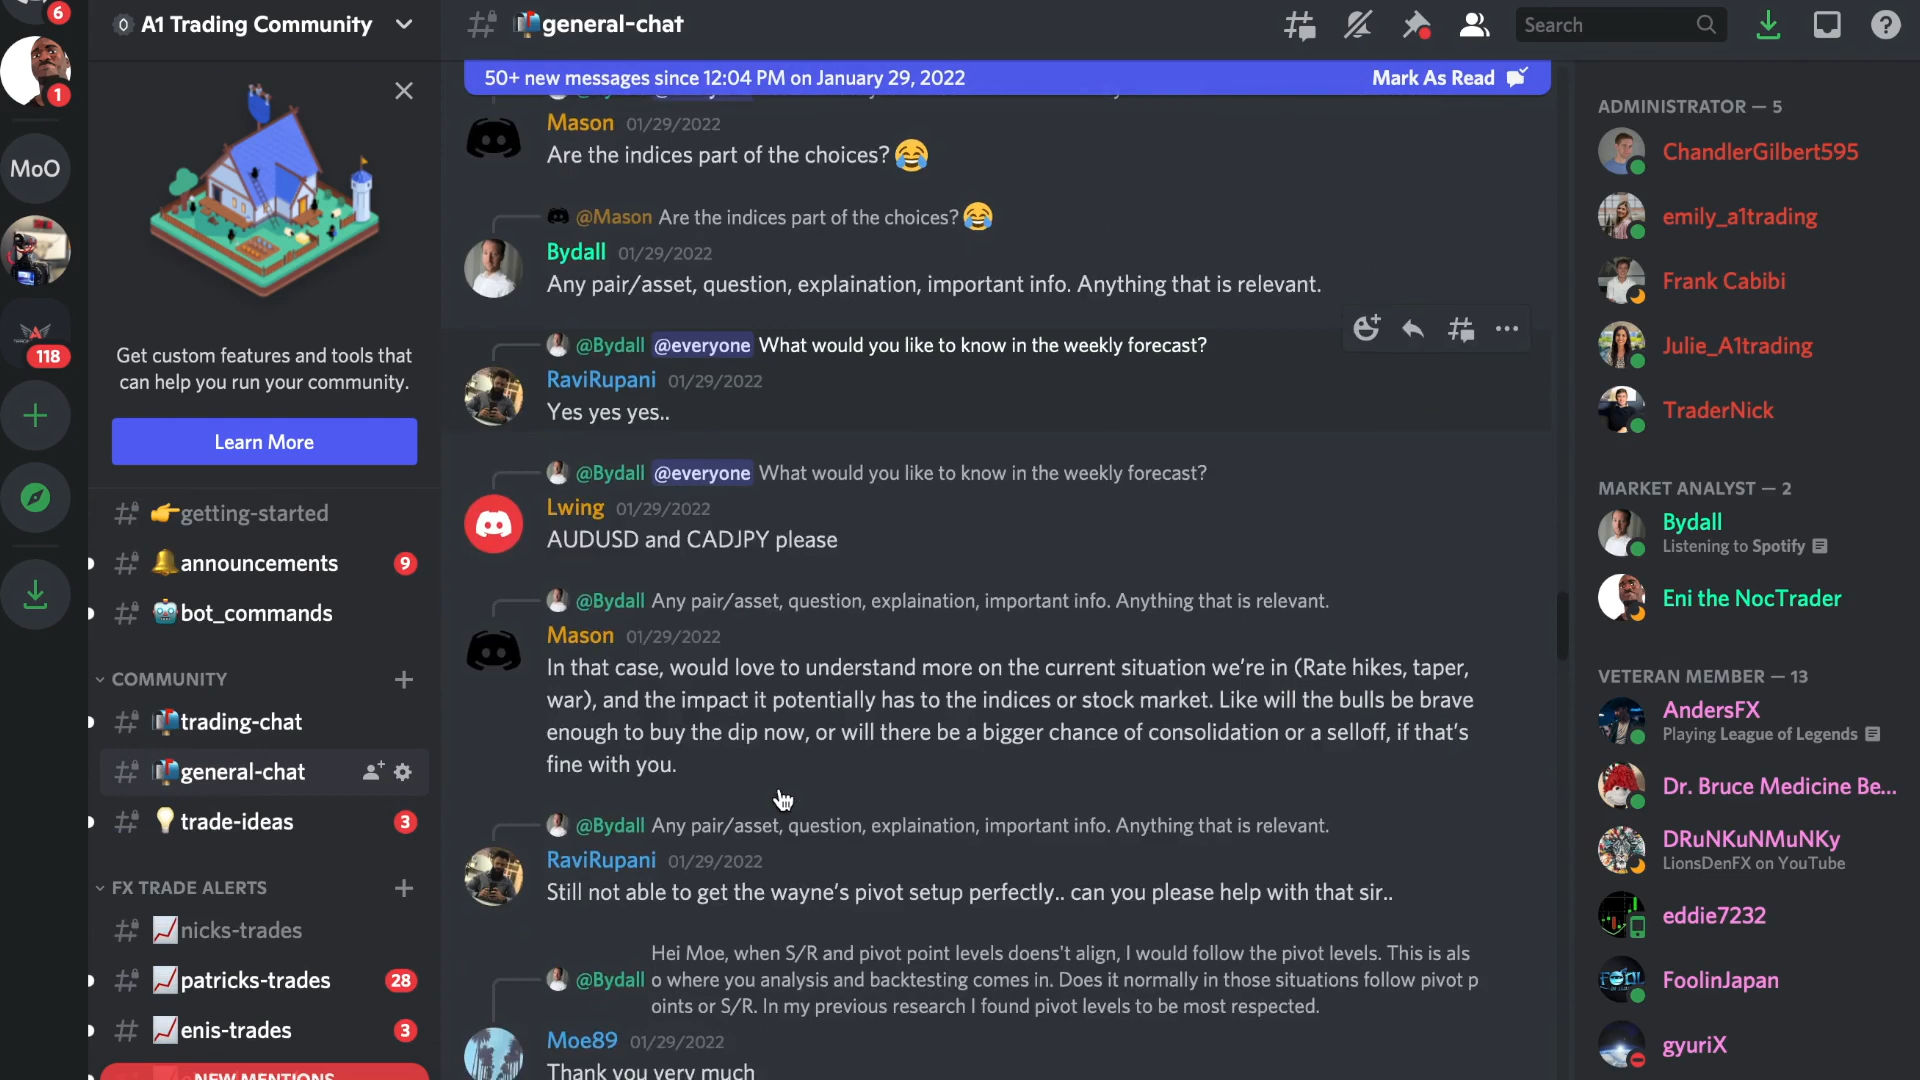 6
1
MoO
118
A1 Trading Community
Get custom features and tools that
can help you run your community.
Learn More
getting-started
announcements 9
bot_commands
COMMUNITY
trading-chat
general-chat
trade-ideas 3
FX TRADE ALERTS
nicks-trades
patricks-trades 28
enis-trades 3
NEW MENTIONS
general-chat
Search
50+ new messages since 12:04 PM on January 29, 2022 Mark As Read
Mason 01/29/2022
Are the indices part of the choices? 😂
@Mason Are the indices part of the choices? 😂
Bydall 01/29/2022
Any pair/asset, question, explaination, important info. Anything that is relevant.
@Bydall @everyone What would you like to know in the weekly forecast?
RaviRupani 01/29/2022
Yes yes yes..
@Bydall @everyone What would you like to know in the weekly forecast?
Lwing 01/29/2022
AUDUSD and CADJPY please
@Bydall Any pair/asset, question, explaination, important info. Anything that is relevant.
Mason 01/29/2022
In that case, would love to understand more on the current situation we're in (Rate hikes, taper,
war), and the impact it potentially has to the indices or stock market. Like will the bulls be brave
enough to buy the dip now, or will there be a bigger chance of consolidation or a selloff, if that's
fine with you.
@Bydall Any pair/asset, question, explaination, important info. Anything that is relevant.
RaviRupani 01/29/2022
Still not able to get the wayne's pivot setup perfectly.. can you please help with that sir..
Hei Moe, when S/R and pivot point levels doens't align, I would follow the pivot levels. This is als
@Bydall o where you analysis and backtesting comes in. Does it normally in those situations follow pivot p
oints or S/R. In my previous research I found pivot levels to be most respected.
Moe89 01/29/2022
Thank you very much
ADMINISTRATOR — 5
ChandlerGilbert595
emily_a1trading
Frank Cabibi
Julie_A1trading
TraderNick
MARKET ANALYST — 2
Bydall
Listening to Spotify
Eni the NocTrader
VETERAN MEMBER — 13
AndersFX
Playing League of Legends
Dr. Bruce Medicine Be...
DRuNKuNMuNKy
LionsDenFX on YouTube
eddie7232
FoolinJapan
gyuriX